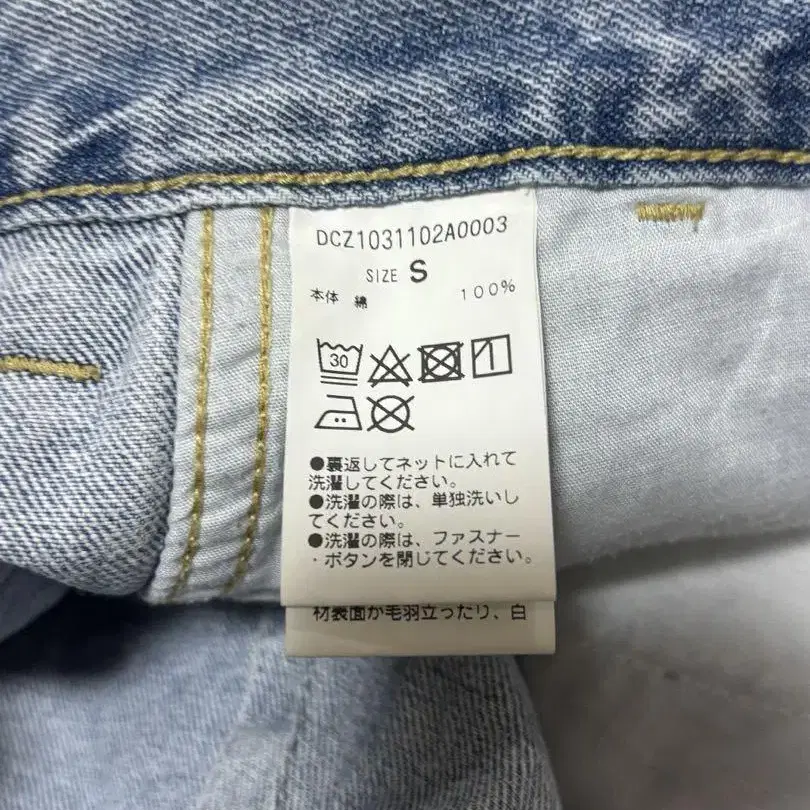 DCZ1031102A0003
SIZE S
本体 綿 100%
30
●裏返してネットに入れて
洗濯してください。
●洗濯の際は、単独洗いし
てください。
●洗濯の際は、ファスナー
・ボタンを閉じてください。
材表面が毛羽立ったり、白